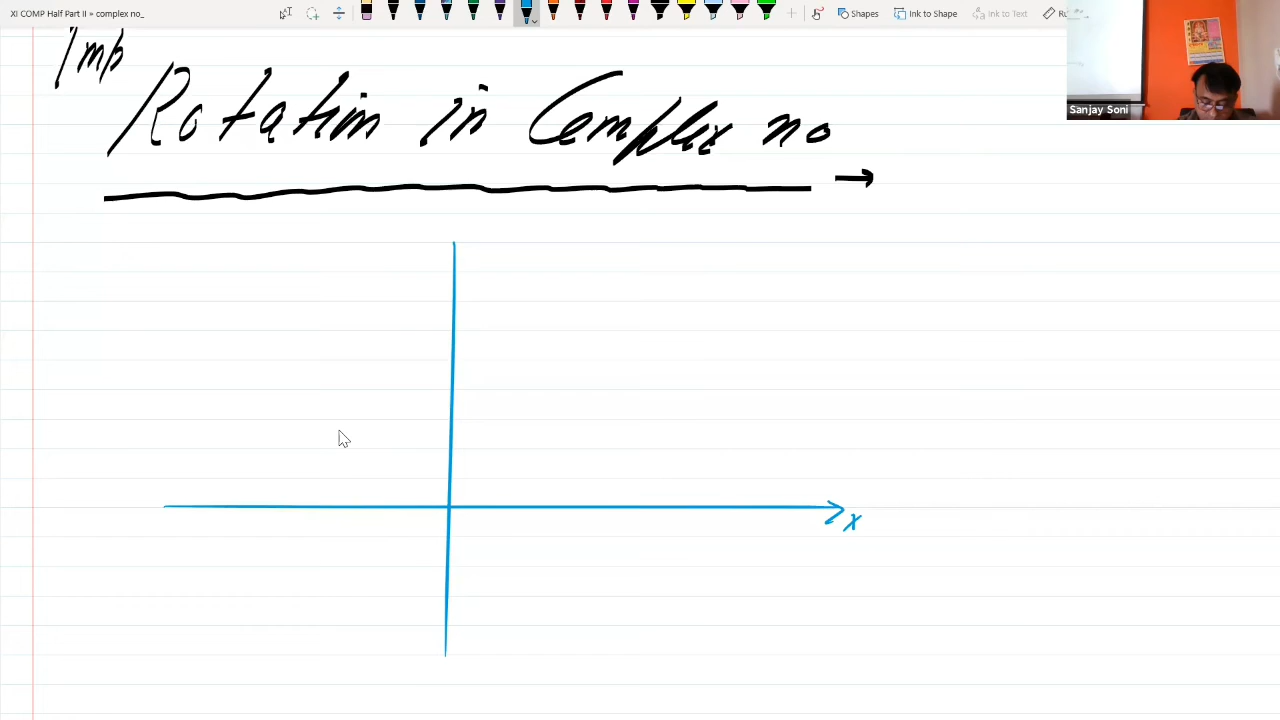 XI COMP Half Part II » complex no_
Shapes
Ink to Shape
Ink to Text
Imp
Rotation in Complex no
Sanjay Soni
x